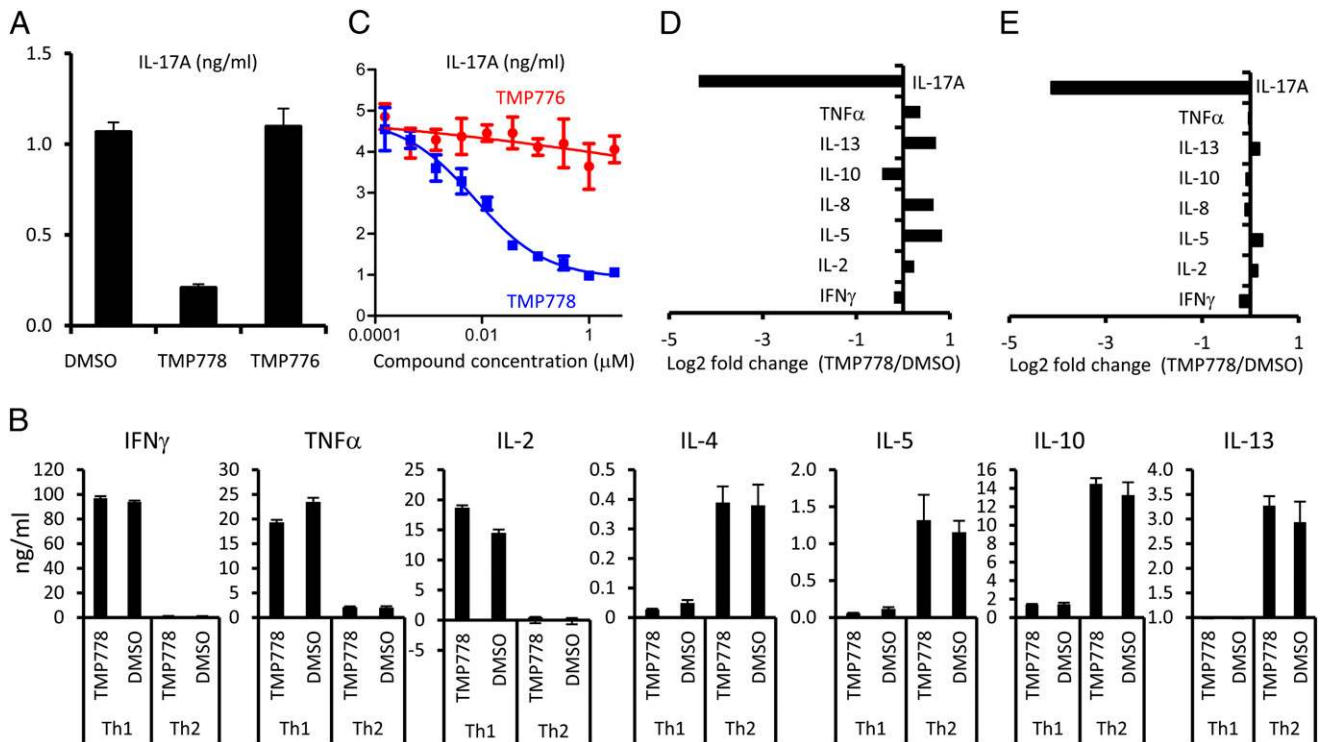 A
IL-17A (ng/ml)
1.5
1.0
0.5
0.0
DMSO
TMP778
TMP776
C
IL-17A (ng/ml)
TMP776
TMP778
6
5
4
3
2
1
0
0.0001
0.01
1
Compound concentration (μM)
D
IL-17A
TNFα
IL-13
IL-10
IL-8
IL-5
IL-2
IFNγ
-5
-3
-1
1
Log2 fold change (TMP778/DMSO)
E
IL-17A
TNFα
IL-13
IL-10
IL-8
IL-5
IL-2
IFNγ
-5
-3
-1
1
Log2 fold change (TMP778/DMSO)
B
ng/ml
IFNγ
120
100
80
60
40
20
0
TMP778
DMSO
TMP778
DMSO
Th1
Th2
TNFα
30
25
20
15
10
5
0
TMP778
DMSO
TMP778
DMSO
Th1
Th2
IL-2
25
20
15
10
5
0
-5
TMP778
DMSO
TMP778
DMSO
Th1
Th2
IL-4
0.5
0.4
0.3
0.2
0.1
0
TMP778
DMSO
TMP778
DMSO
Th1
Th2
IL-5
2.0
1.5
1.0
0.5
0.0
TMP778
DMSO
TMP778
DMSO
Th1
Th2
IL-10
16
14
12
10
8
6
4
2
0
TMP778
DMSO
TMP778
DMSO
Th1
Th2
IL-13
4.0
3.5
3.0
2.5
2.0
1.5
1.0
TMP778
DMSO
TMP778
DMSO
Th1
Th2